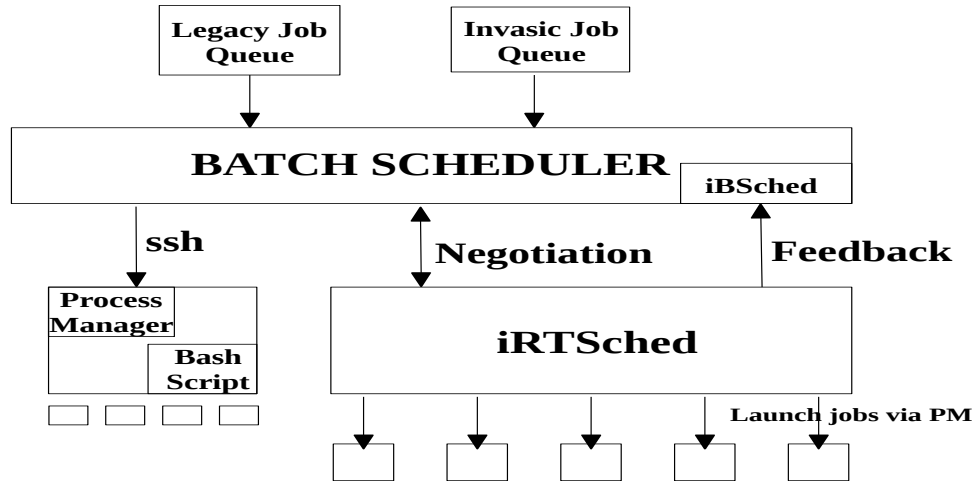 Legacy Job
Queue
Invasic Job
Queue
BATCH SCHEDULER
iBSched
ssh
Negotiation
Feedback
Process
Manager
Bash
Script
iRTSched
Launch jobs via PM